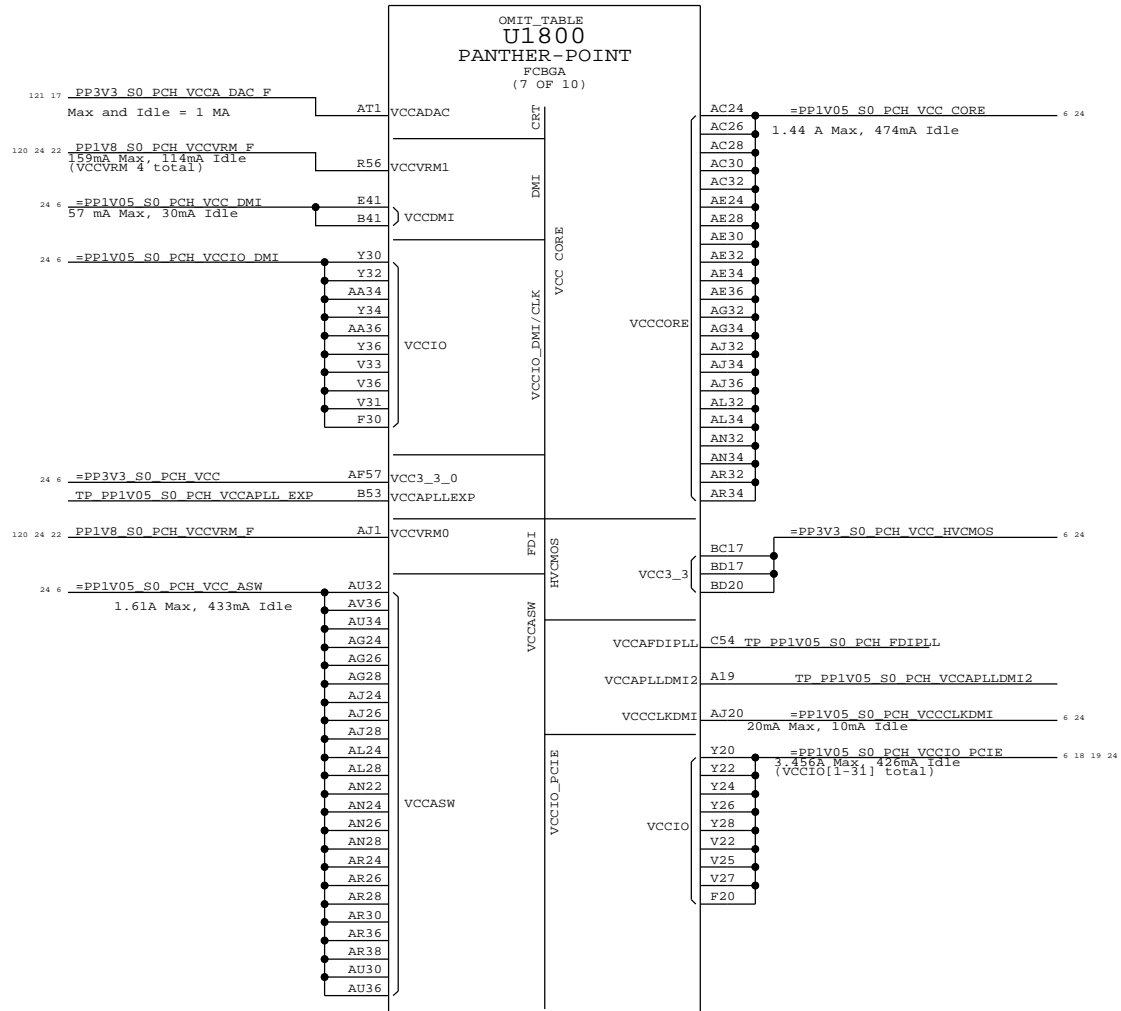 OMIT_TABLE
U1800
PANTHER-POINT
FCBGA
(7 OF 10)
CRT
DMI
VCC CORE
VCCIO_DMI/CLK
FDI
HVCMOS
VCCASW
VCCIO_PCIE
121 17 PP3V3_S0_PCH_VCCA_DAC_F
Max and Idle = 1 MA
AT1 VCCADAC
120 24 22 PP1V8_S0_PCH_VCCVRM_F
159mA Max, 114mA Idle
(VCCVRM 4 total)
R56 VCCVRM1
24 6 =PP1V05_S0_PCH_VCC_DMI
57 mA Max, 30mA Idle
E41
B41
VCCDMI
24 6 =PP1V05_S0_PCH_VCCIO_DMI
Y30
Y32
AA34
Y34
AA36
Y36
V33
V36
V31
F30
VCCIO
24 6 =PP3V3_S0_PCH_VCC
AF57 VCC3_3_0
TP_PP1V05_S0_PCH_VCCAPLL_EXP
B53 VCCAPLLEXP
120 24 22 PP1V8_S0_PCH_VCCVRM_F
AJ1 VCCVRM0
24 6 =PP1V05_S0_PCH_VCC_ASW
1.61A Max, 433mA Idle
AU32
AV36
AU34
AG24
AG26
AG28
AJ24
AJ26
AJ28
AL24
AL28
AN22
AN24
AN26
AN28
AR24
AR26
AR28
AR30
AR36
AR38
AU30
AU36
VCCASW
AC24
AC26
AC28
AC30
AC32
AE24
AE28
AE30
AE32
AE34
AE36
AG32
AG34
AJ32
AJ34
AJ36
AL32
AL34
AN32
AN34
AR32
AR34
VCCCORE
=PP1V05_S0_PCH_VCC_CORE 6 24
1.44 A Max, 474mA Idle
=PP3V3_S0_PCH_VCC_HVCMOS 6 24
BC17
BD17
BD20
VCC3_3
VCCAFDIPLL C54 TP_PP1V05_S0_PCH_FDIPLL
VCCAPLLDMI2 A19 TP_PP1V05_S0_PCH_VCCAPLLDMI2
VCCCLKDMI AJ20 =PP1V05_S0_PCH_VCCCLKDMI 6 24
20mA Max, 10mA Idle
=PP1V05_S0_PCH_VCCIO_PCIE 6 18 19 24
3.456A Max, 426mA Idle
(VCCIO[1-31] total)
Y20
Y22
Y24
Y26
Y28
V22
V25
V27
F20
VCCIO